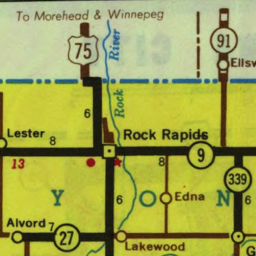 To Morehead & Winnepeg
75
River
91
Ellsw
Rock
6
Lester
8
Rock Rapids
13
8
9
339
Y
O
N
6
Edna
6
Alvord
7
27
Lakewood
G